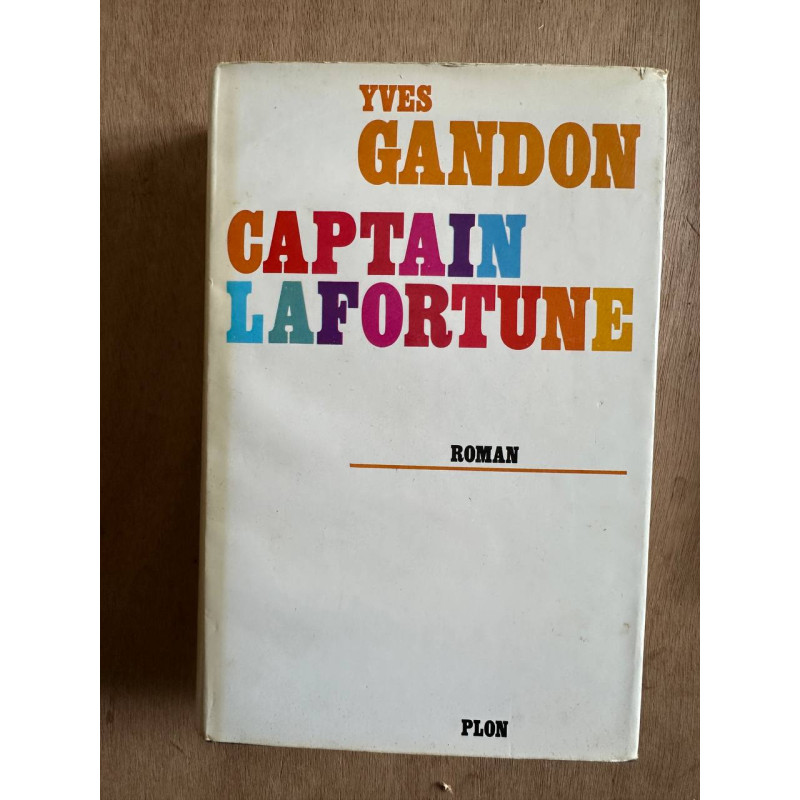 YVES
GANDON
CAPTAIN
LAFORTUNE
ROMAN
PLON